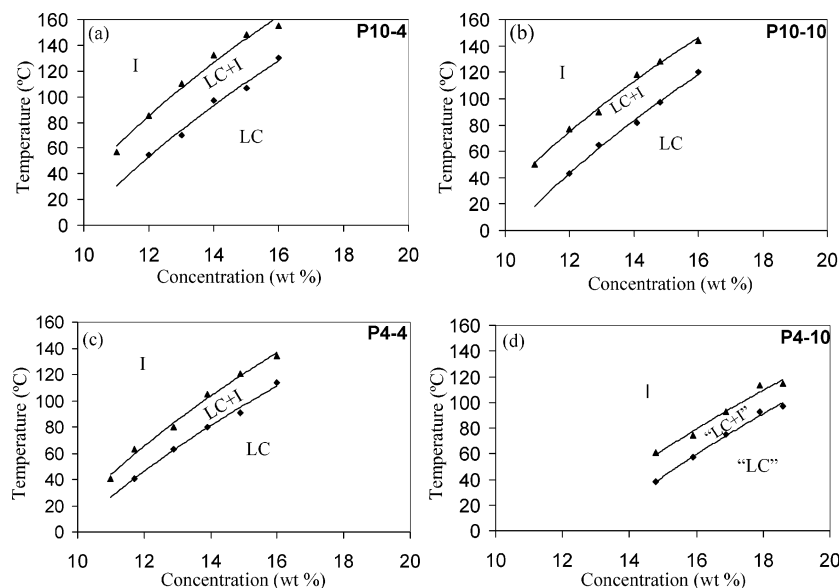 (a)
P10-4
160
140
120
100
80
60
40
20
0
Temperature (ºC)
I
LC+I
LC
10 12 14 16 18 20
Concentration (wt %)
(b)
P10-10
160
140
120
100
80
60
40
20
0
Temperature (ºC)
I
LC+I
LC
10 12 14 16 18 20
Concentration (wt %)
(c)
P4-4
160
140
120
100
80
60
40
20
0
Temperature (ºC)
I
LC+I
LC
10 12 14 16 18 20
Concentration (wt %)
(d)
P4-10
160
140
120
100
80
60
40
20
0
Temperature (ºC)
I
“LC+I”
“LC”
10 12 14 16 18 20
Concentration (wt %)